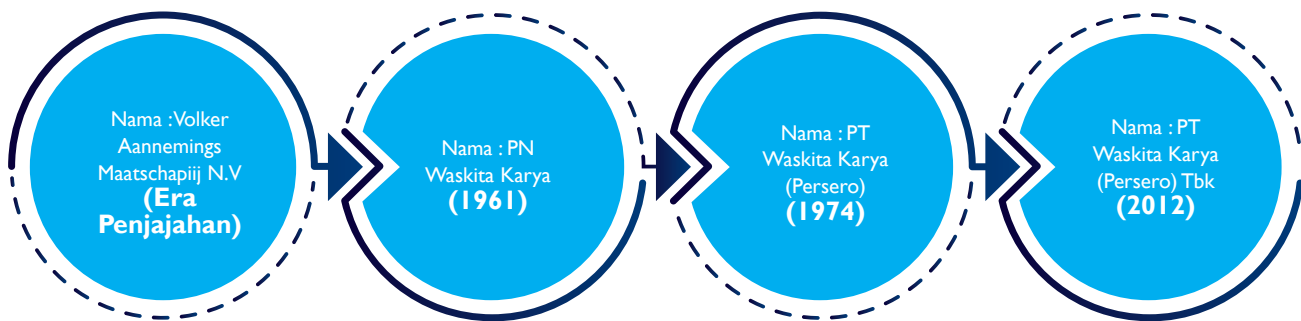 Nama : Volker
Aannemings
Maatschapiij N.V
(Era
Penjajahan)
Nama : PN
Waskita Karya
(1961)
Nama : PT
Waskita Karya
(Persero)
(1974)
Nama : PT
Waskita Karya
(Persero) Tbk
(2012)